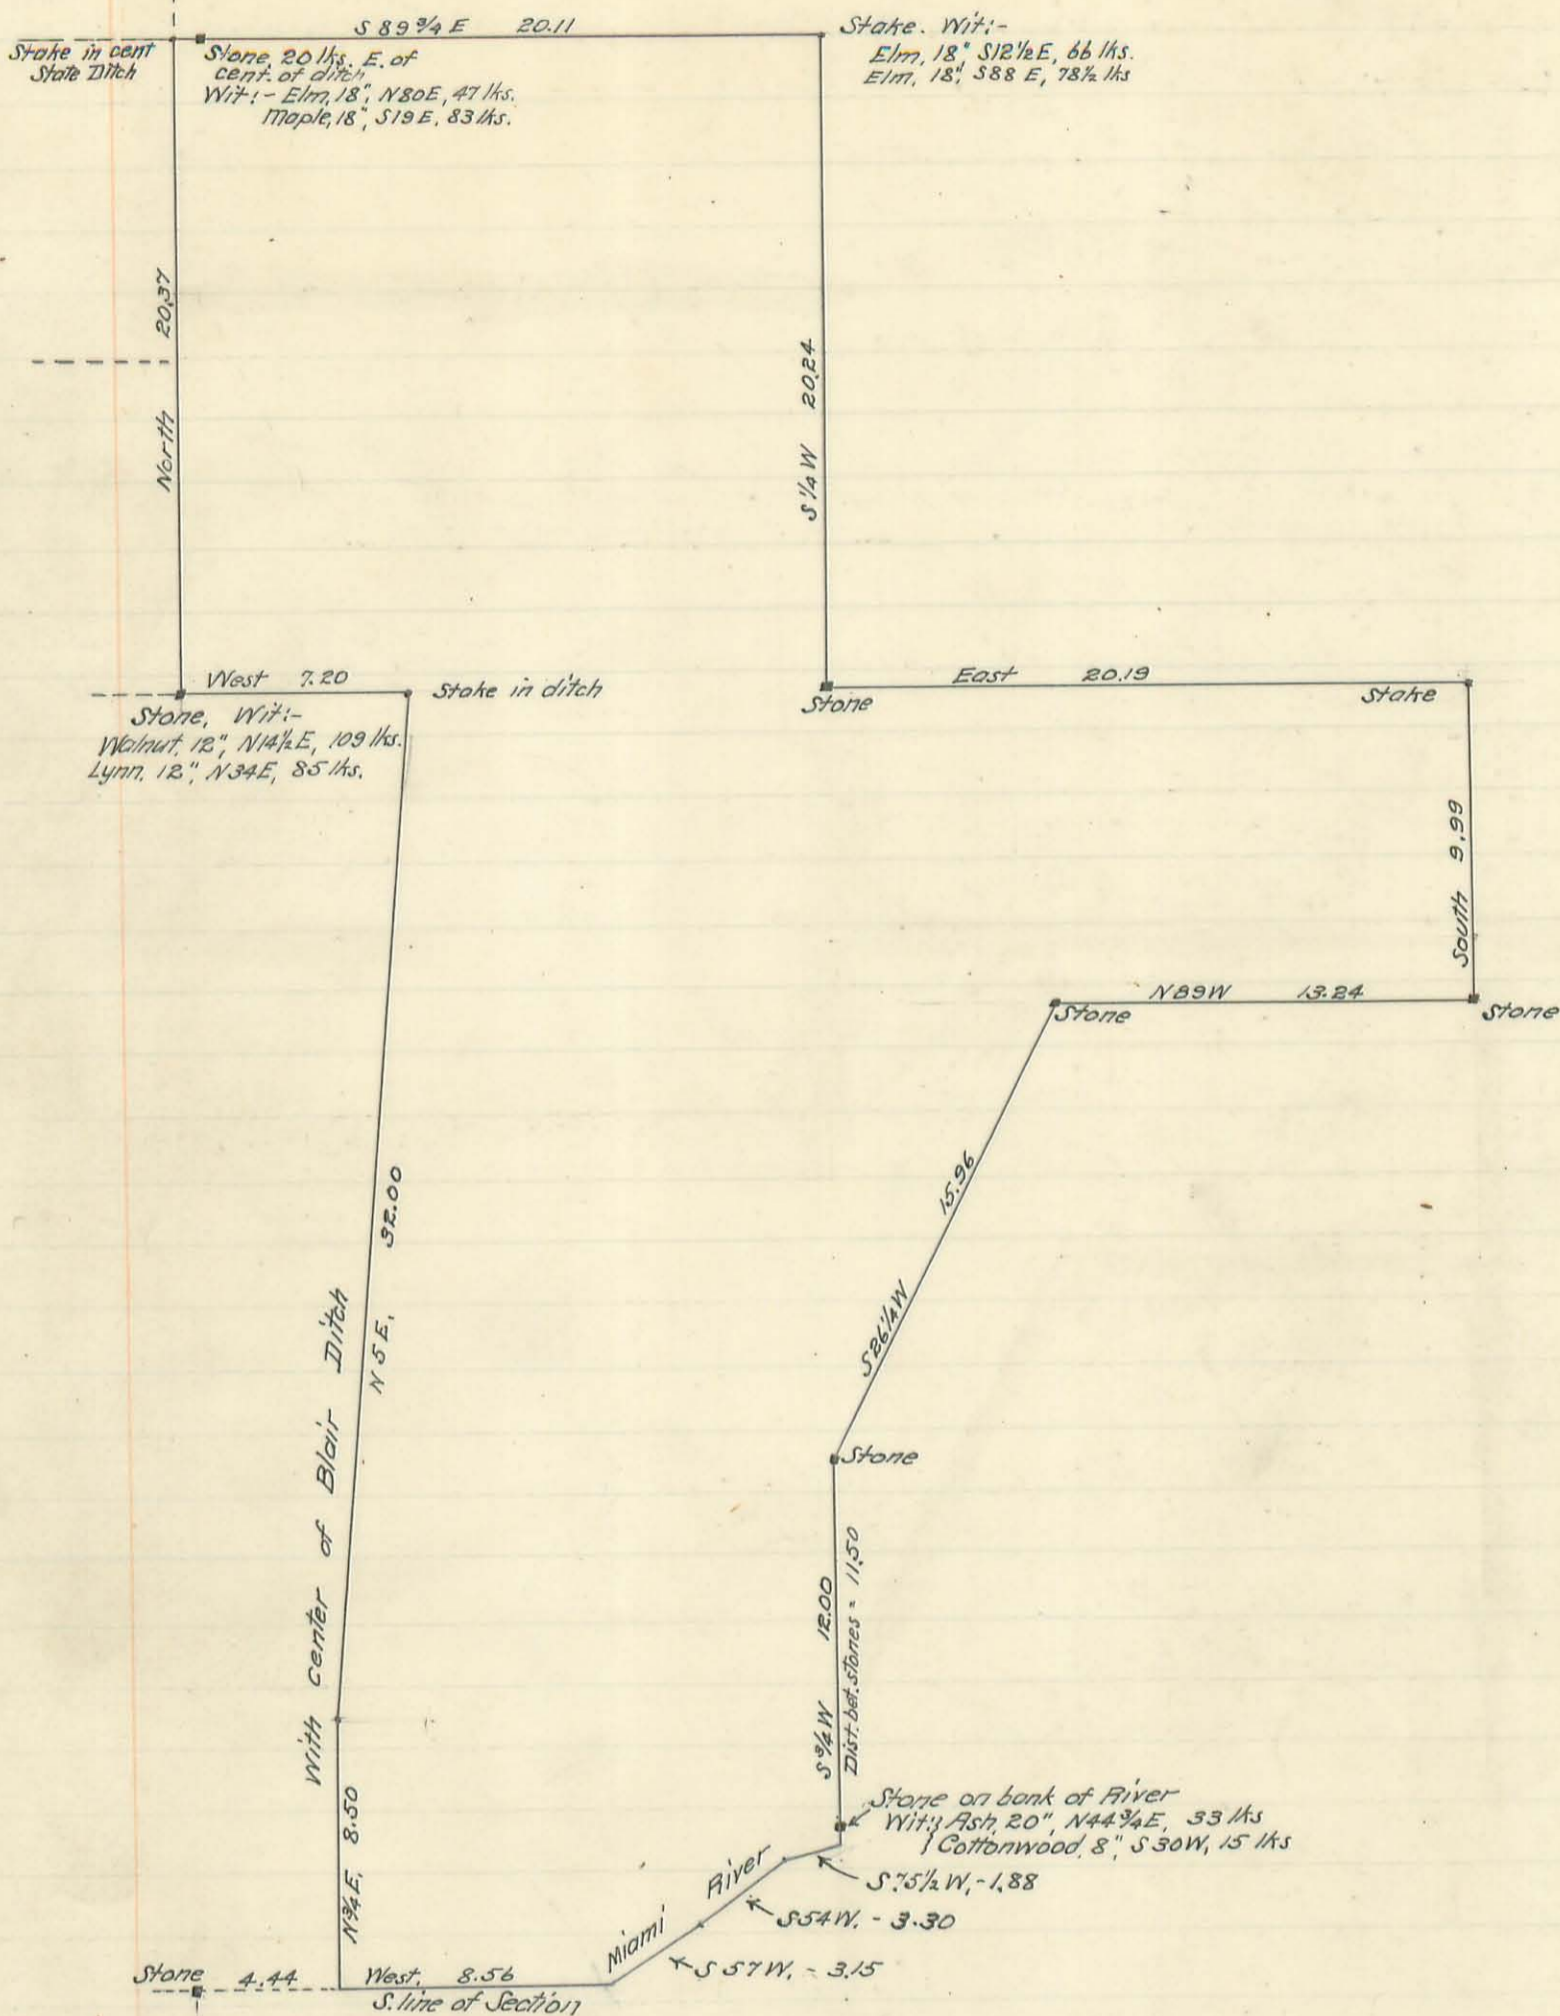 S 89 3/4 E 20.11
Stake in cent
State Ditch
Stone, 20 lks. E. of
cent. of ditch
Wit:- Elm, 18", N80E, 47 lks.
Maple, 18", S19E, 83 lks.
Stake. Wit:-
Elm, 18", S12½E, 66 lks.
Elm, 18", S88 E, 78½ lks
North 20.37
S ¼ W 20.24
West 7.20
Stake in ditch
Stone, Wit:-
Walnut, 12", N14½E, 109 lks.
Lynn, 12", N34E, 85 lks.
East 20.19
Stone
Stake
South 9.99
N89W 13.24
Stone
Stone
S26¼W 15.96
N 5 E, 32.00
With center of Blair Ditch
Stone
S ¾ W 12.00
Dist. bet. stones = 11.50
Stone on bank of River
Wit:} Ash, 20", N44¾E, 33 lks
} Cottonwood, 8", S30W, 15 lks
S.75½ W,-1.88
S54W. - 3.30
S 57 W, - 3.15
Miami River
N¾E, 8.50
Stone 4.44
West, 8.56
S. line of Section